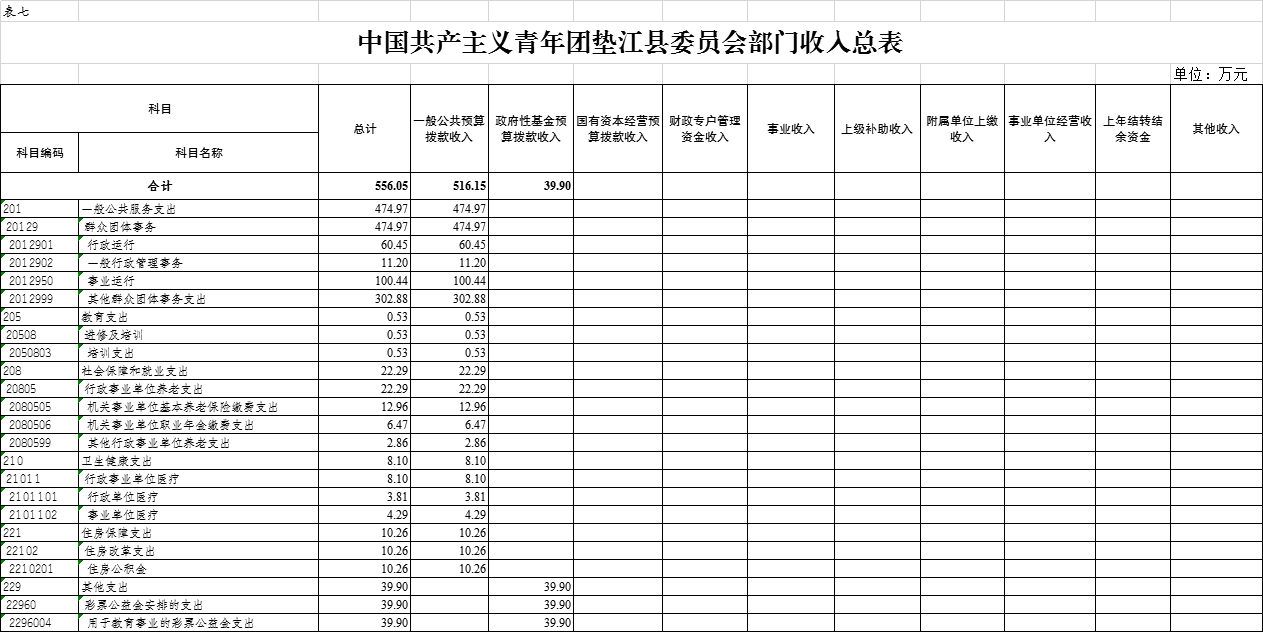 表七
中国共产主义青年团垫江县委员会部门收入总表
单位：万元
科目 总计 一般公共预算拨款收入 政府性基金预算拨款收入 国有资本经营预算拨款收入 财政专户管理资金收入 事业收入 上级补助收入 附属单位上缴收入 事业单位经营收入 上年结转结余资金 其他收入
科目编码 科目名称
合计 556.05 516.15 39.90
201 一般公共服务支出 474.97 474.97
20129 群众团体事务 474.97 474.97
2012901 行政运行 60.45 60.45
2012902 一般行政管理事务 11.20 11.20
2012950 事业运行 100.44 100.44
2012999 其他群众团体事务支出 302.88 302.88
205 教育支出 0.53 0.53
20508 进修及培训 0.53 0.53
2050803 培训支出 0.53 0.53
208 社会保障和就业支出 22.29 22.29
20805 行政事业单位养老支出 22.29 22.29
2080505 机关事业单位基本养老保险缴费支出 12.96 12.96
2080506 机关事业单位职业年金缴费支出 6.47 6.47
2080599 其他行政事业单位养老支出 2.86 2.86
210 卫生健康支出 8.10 8.10
21011 行政事业单位医疗 8.10 8.10
2101101 行政单位医疗 3.81 3.81
2101102 事业单位医疗 4.29 4.29
221 住房保障支出 10.26 10.26
22102 住房改革支出 10.26 10.26
2210201 住房公积金 10.26 10.26
229 其他支出 39.90 39.90
22960 彩票公益金安排的支出 39.90 39.90
2296004 用于教育事业的彩票公益金支出 39.90 39.90